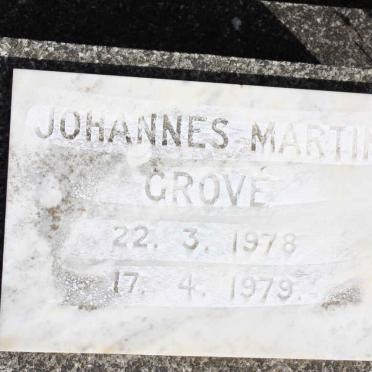 JOHANNES MARTIN
GROVÉ
22. 3. 1978
17. 4. 1979.